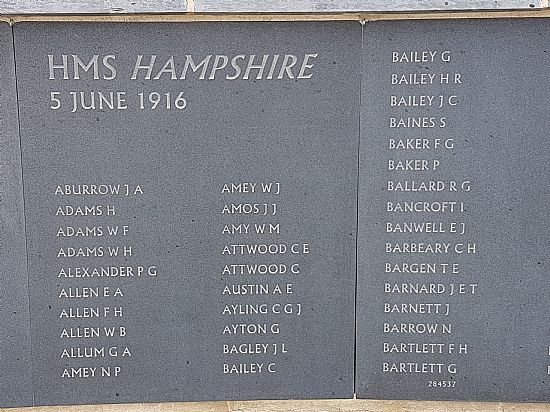 HMS HAMPSHIRE
5 JUNE 1916
ABURROW J A
ADAMS H
ADAMS W F
ADAMS W H
ALEXANDER P G
ALLEN E A
ALLEN F H
ALLEN W B
ALLUM G A
AMEY N P
AMEY W J
AMOS J J
AMY W M
ATTWOOD C E
ATTWOOD G
AUSTIN A E
AYLING C G J
AYTON G
BAGLEY J L
BAILEY C
BAILEY G
BAILEY H R
BAILEY J C
BAINES S
BAKER F G
BAKER P
BALLARD R G
BANCROFT I
BANWELL E J
BARBEARY C H
BARGEN T E
BARNARD J E T
BARNETT J
BARROW N
BARTLETT F H
BARTLETT G
284537